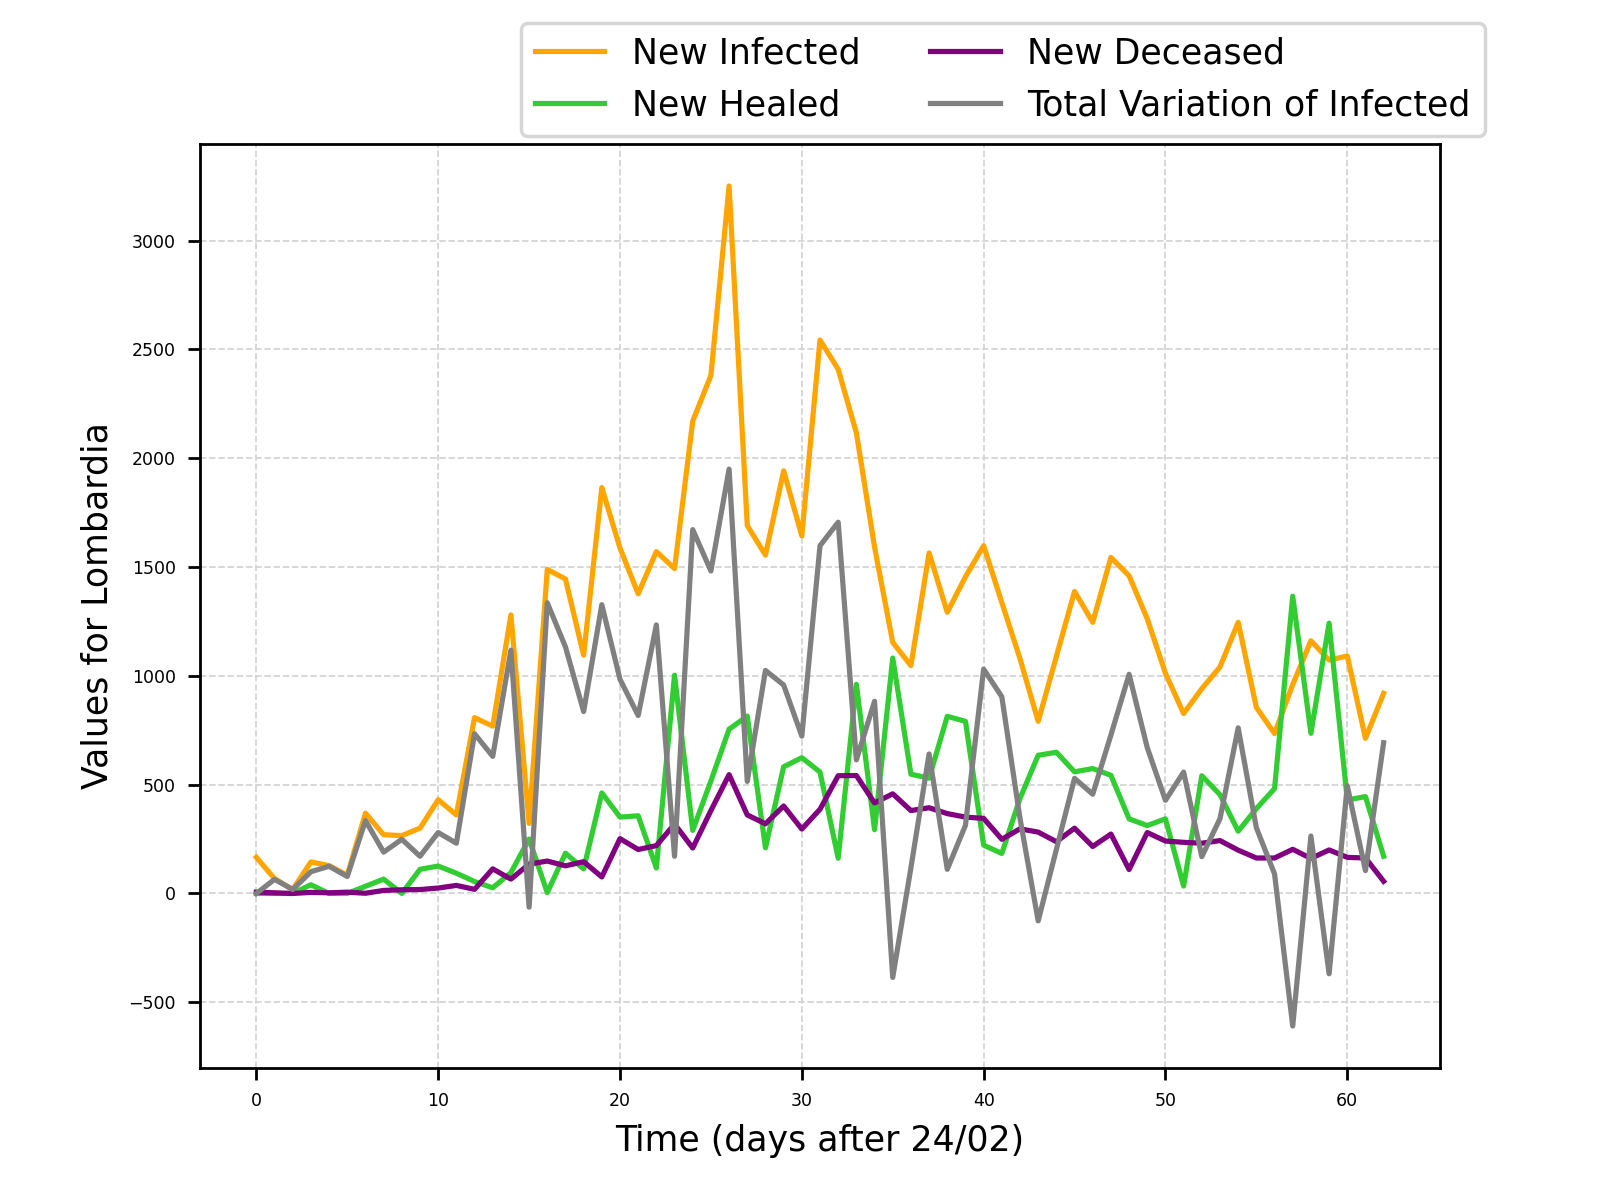 New Infected
New Healed
New Deceased
Total Variation of Infected
Values for Lombardia
3000
2500
2000
1500
1000
500
0
−500
0 10 20 30 40 50 60
Time (days after 24/02)